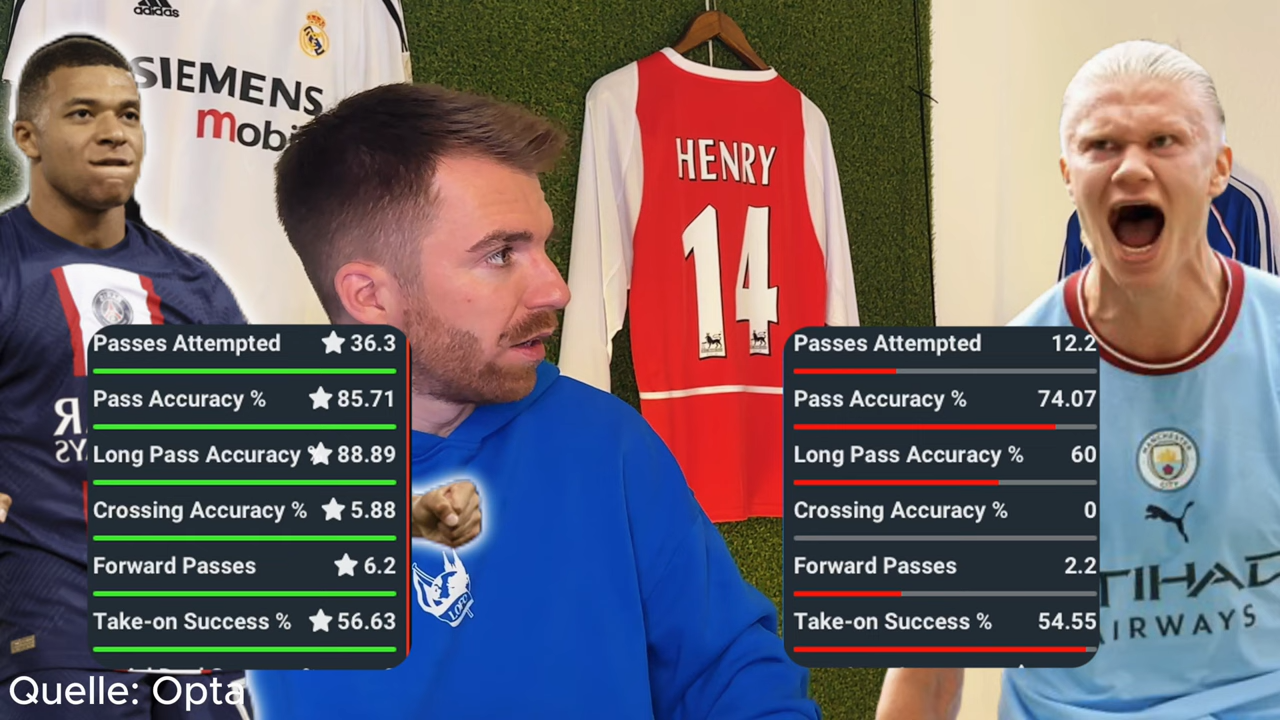 adidas
SIEMENS
mobi
HENRY
14
Passes Attempted 36.3
Pass Accuracy % 85.71
Long Pass Accuracy % 88.89
Crossing Accuracy % 5.88
Forward Passes 6.2
Take-on Success % 56.63
Passes Attempted 12.2
Pass Accuracy % 74.07
Long Pass Accuracy % 60
Crossing Accuracy % 0
Forward Passes 2.2
Take-on Success % 54.55
MANCHESTER
CITY
TIHAD
AIRWAYS
Quelle: Opta